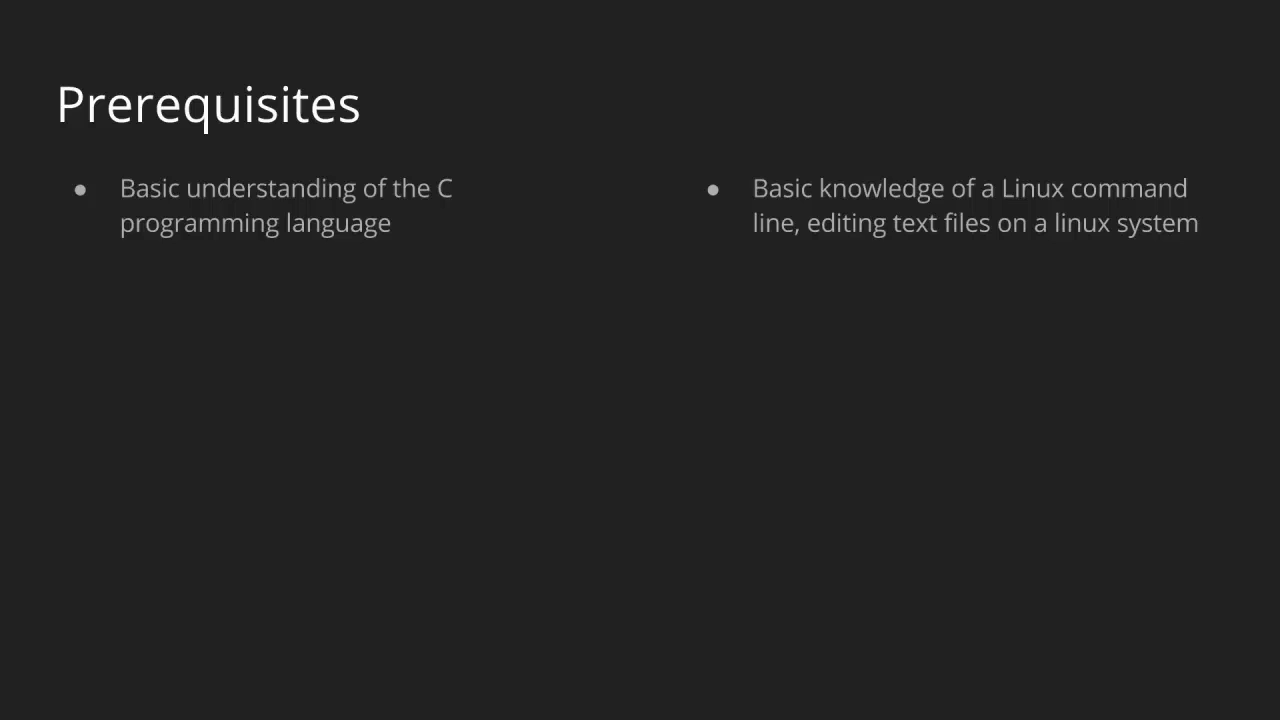 Prerequisites
● Basic understanding of the C
programming language
● Basic knowledge of a Linux command
line, editing text files on a linux system